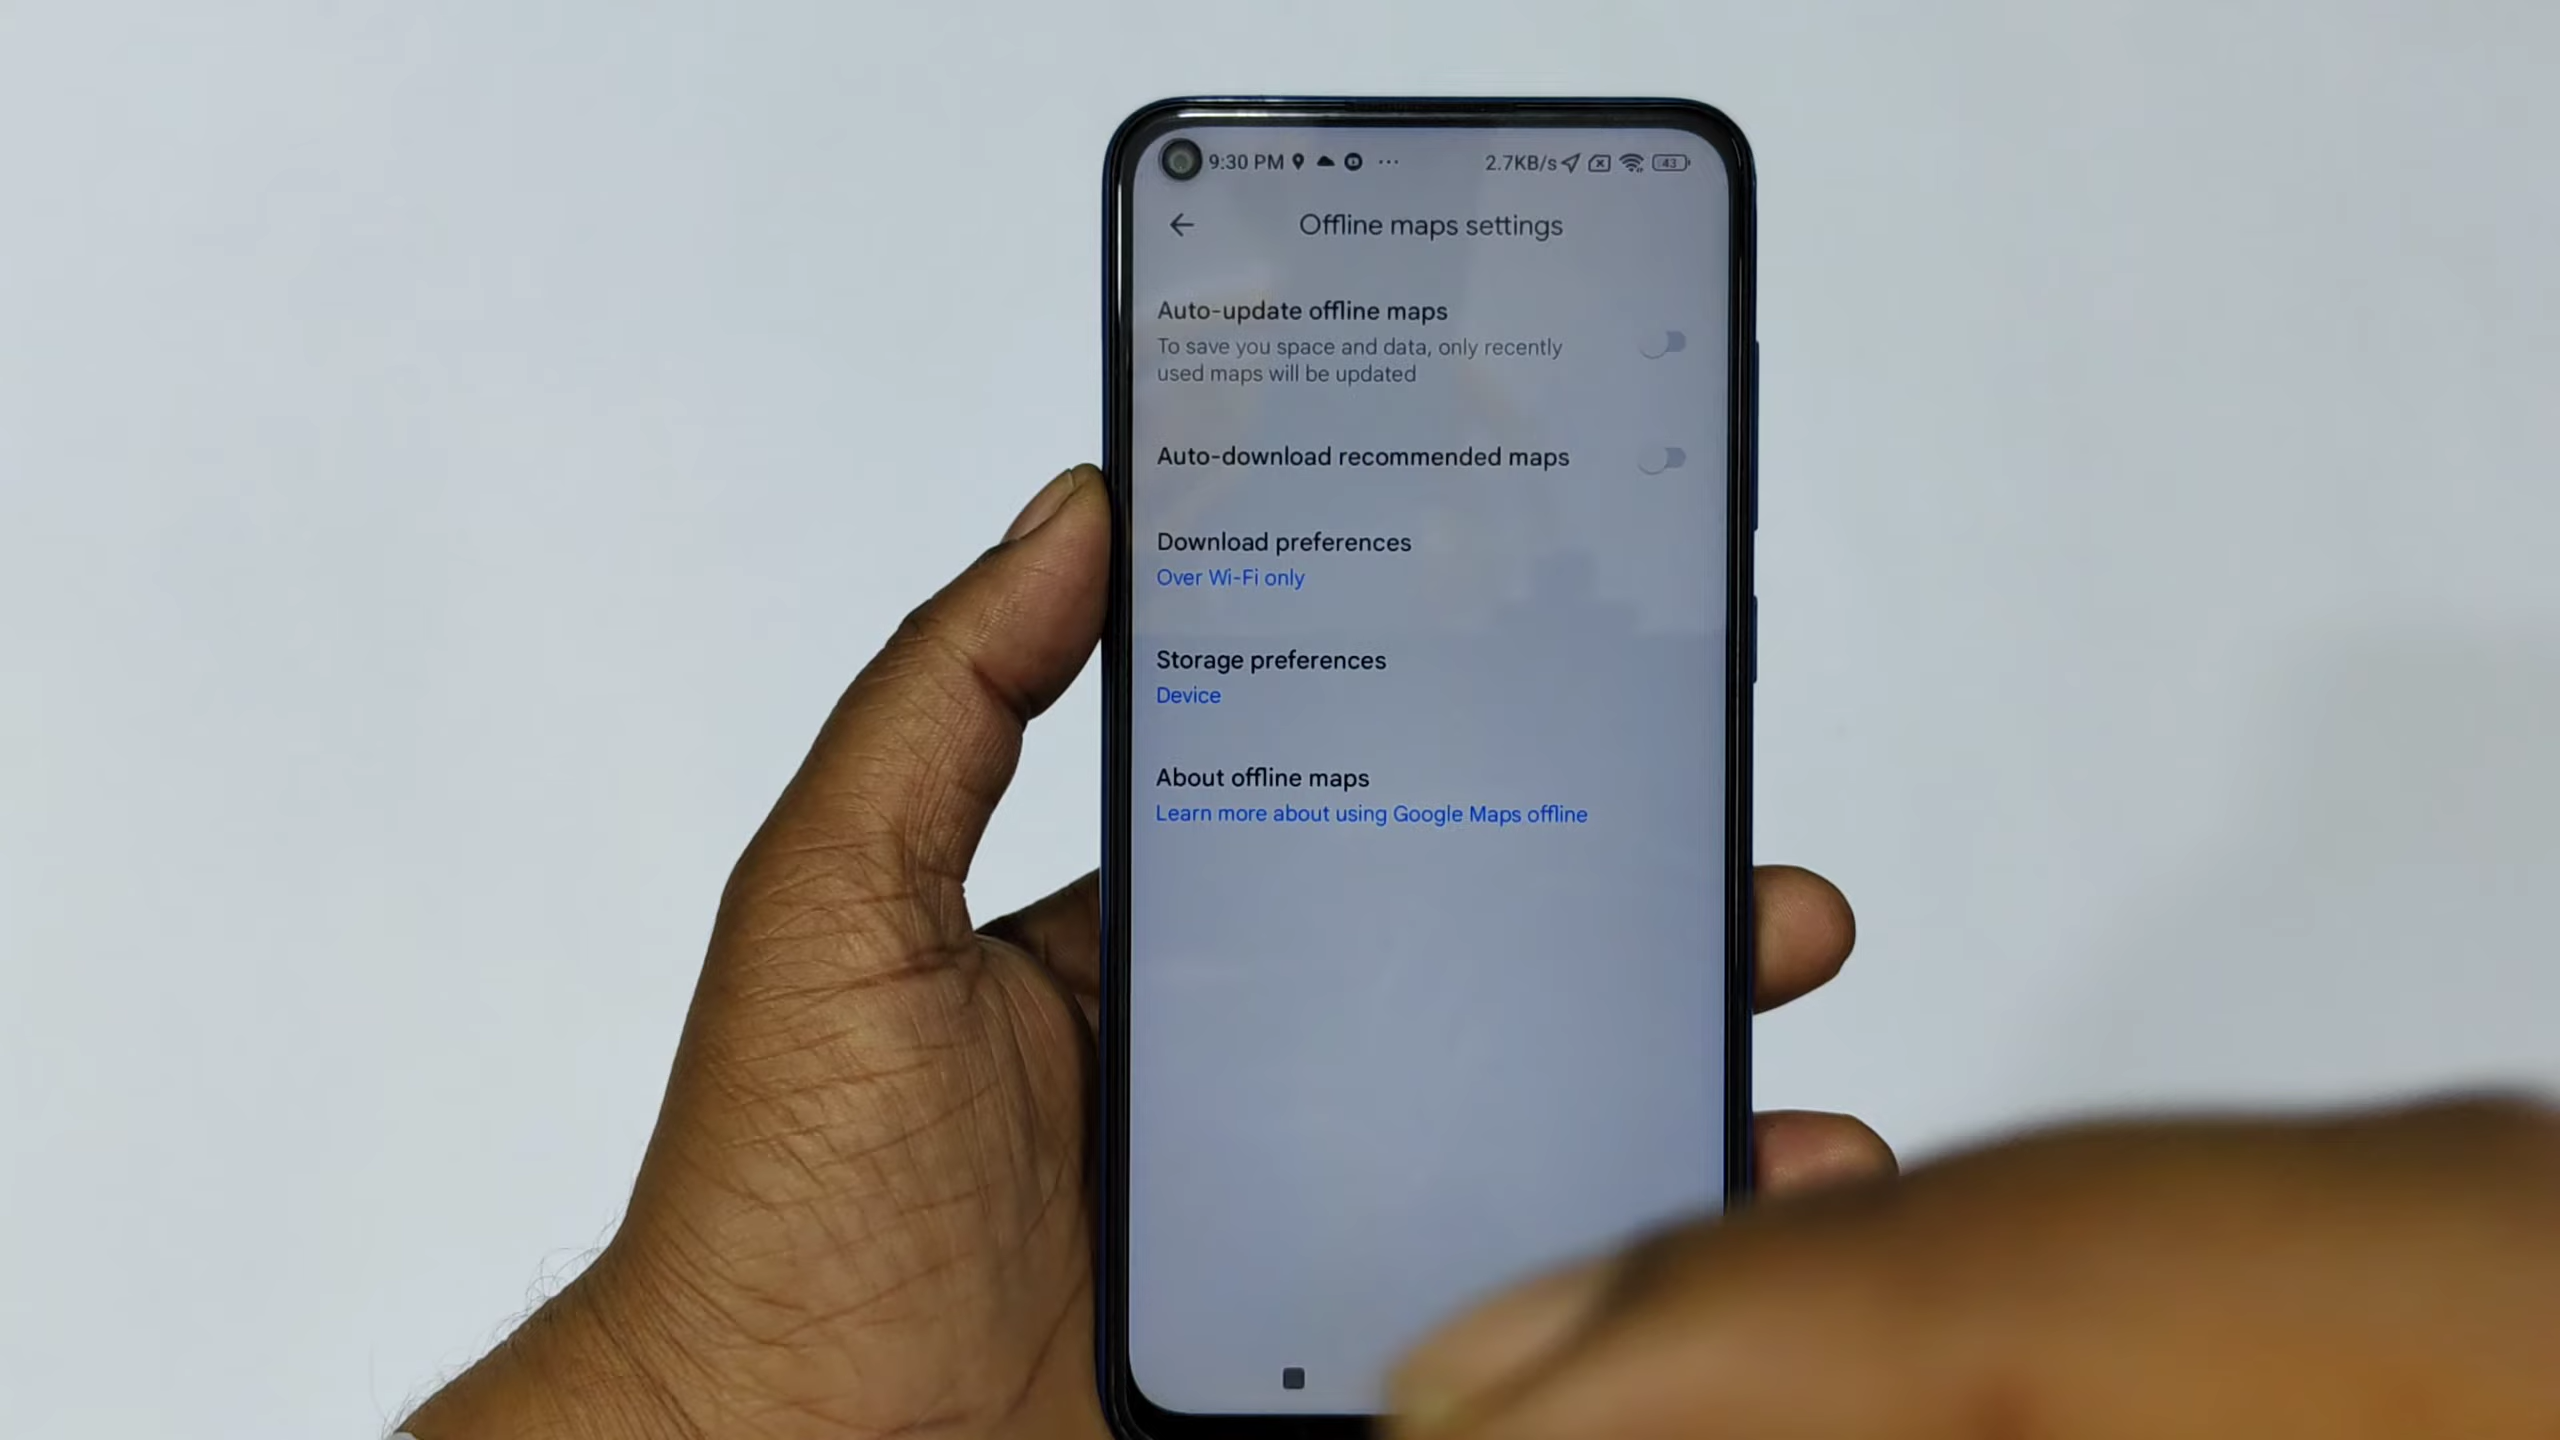 9:30 PM ... 2.7KB/s 43
Offline maps settings
Auto-update offline maps
To save you space and data, only recently
used maps will be updated
Auto-download recommended maps
Download preferences
Over Wi-Fi only
Storage preferences
Device
About offline maps
Learn more about using Google Maps offline